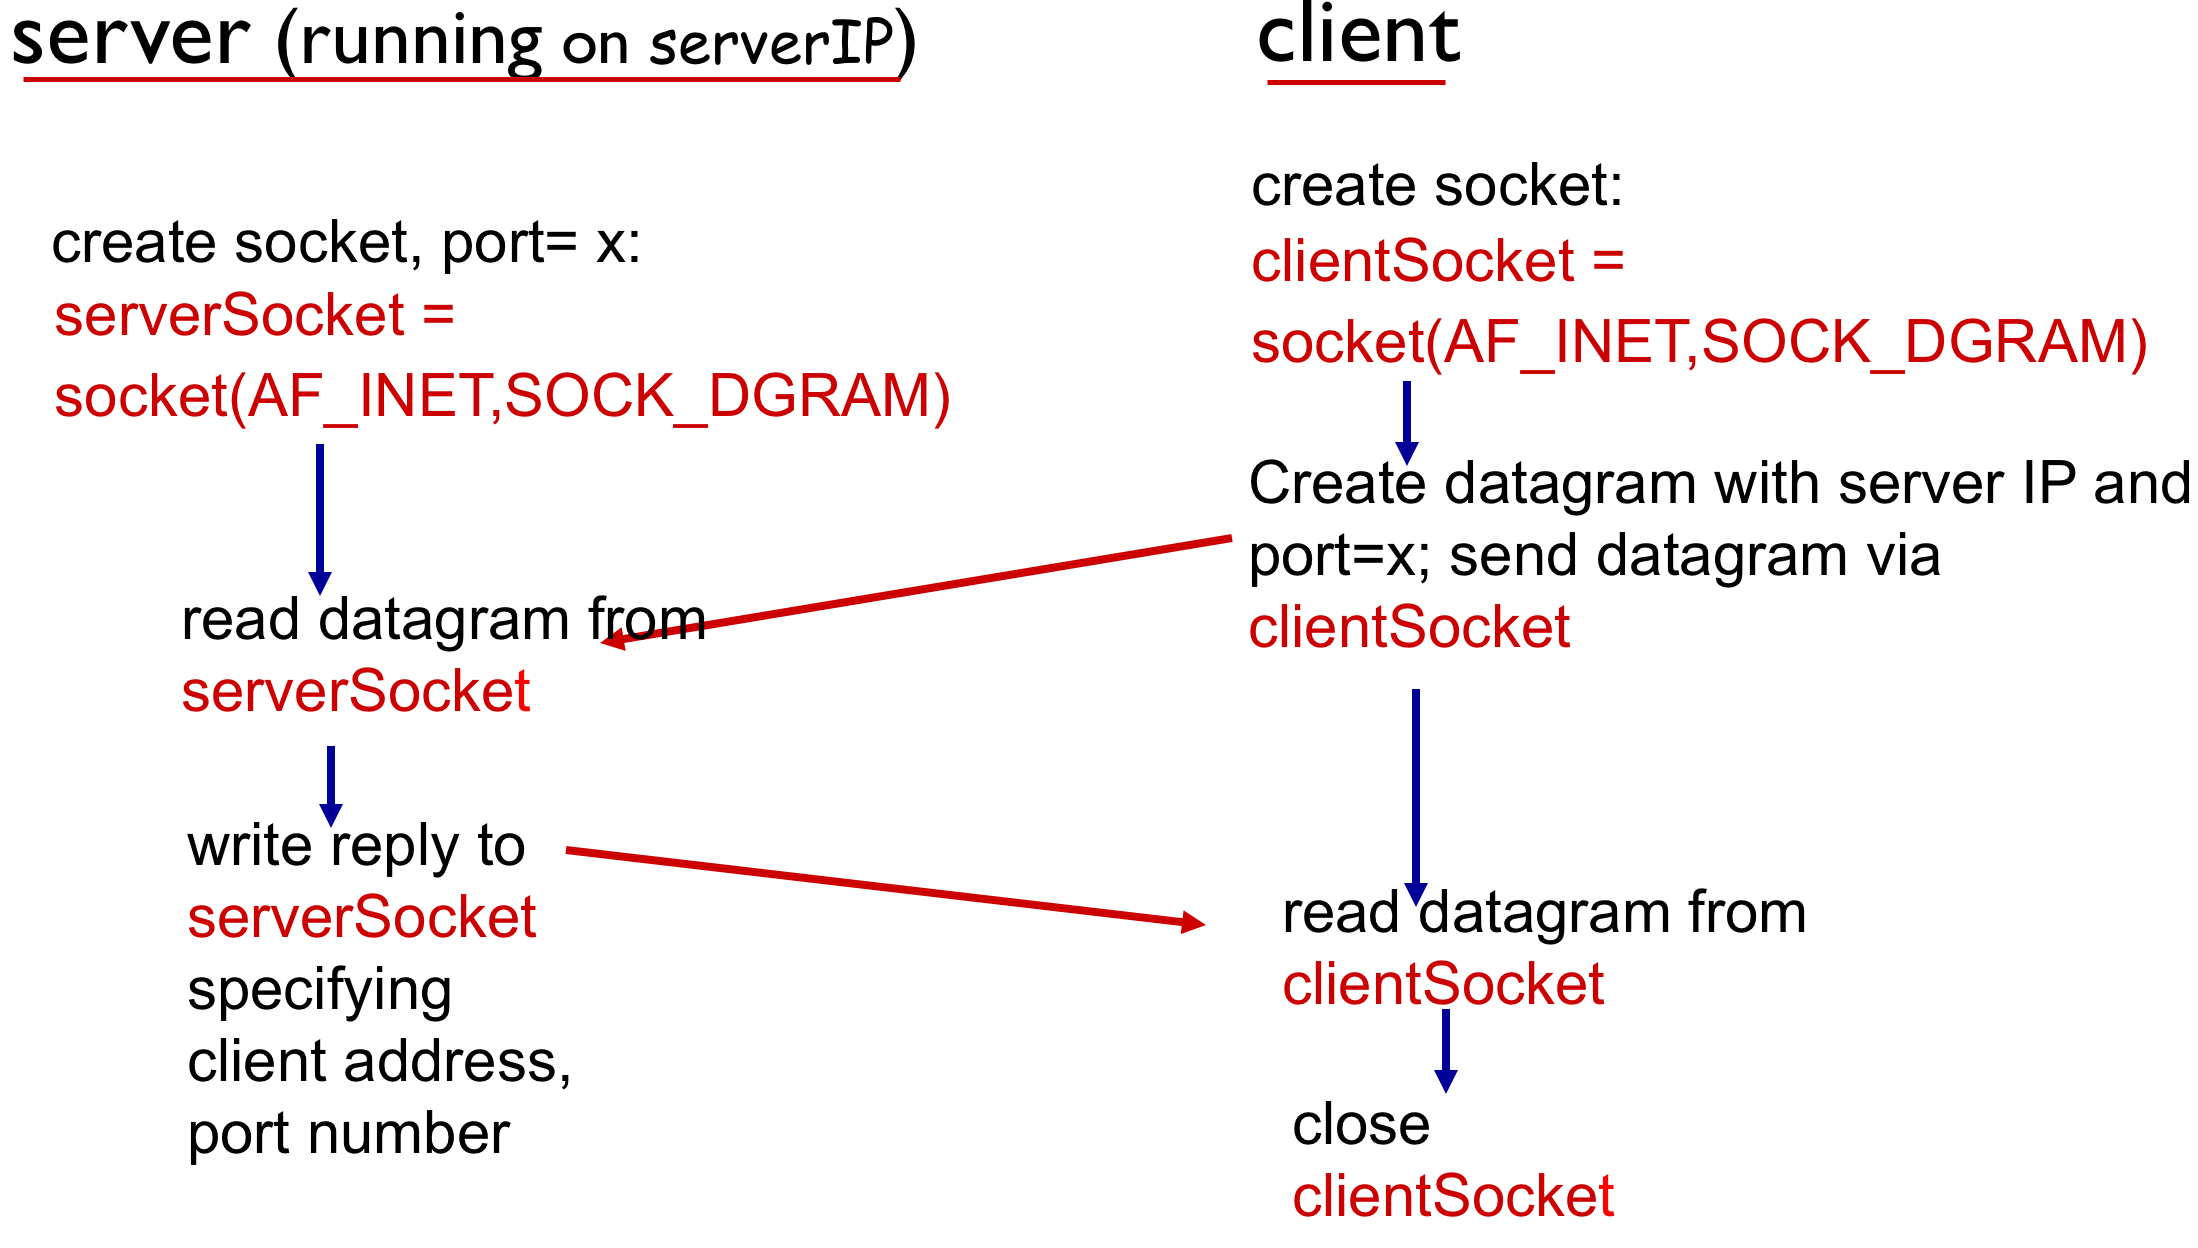 server (running on serverIP)
create socket, port= x:
serverSocket =
socket(AF_INET,SOCK_DGRAM)
read datagram from
serverSocket
write reply to
serverSocket
specifying
client address,
port number
client
create socket:
clientSocket =
socket(AF_INET,SOCK_DGRAM)
Create datagram with server IP and
port=x; send datagram via
clientSocket
read datagram from
clientSocket
close
clientSocket